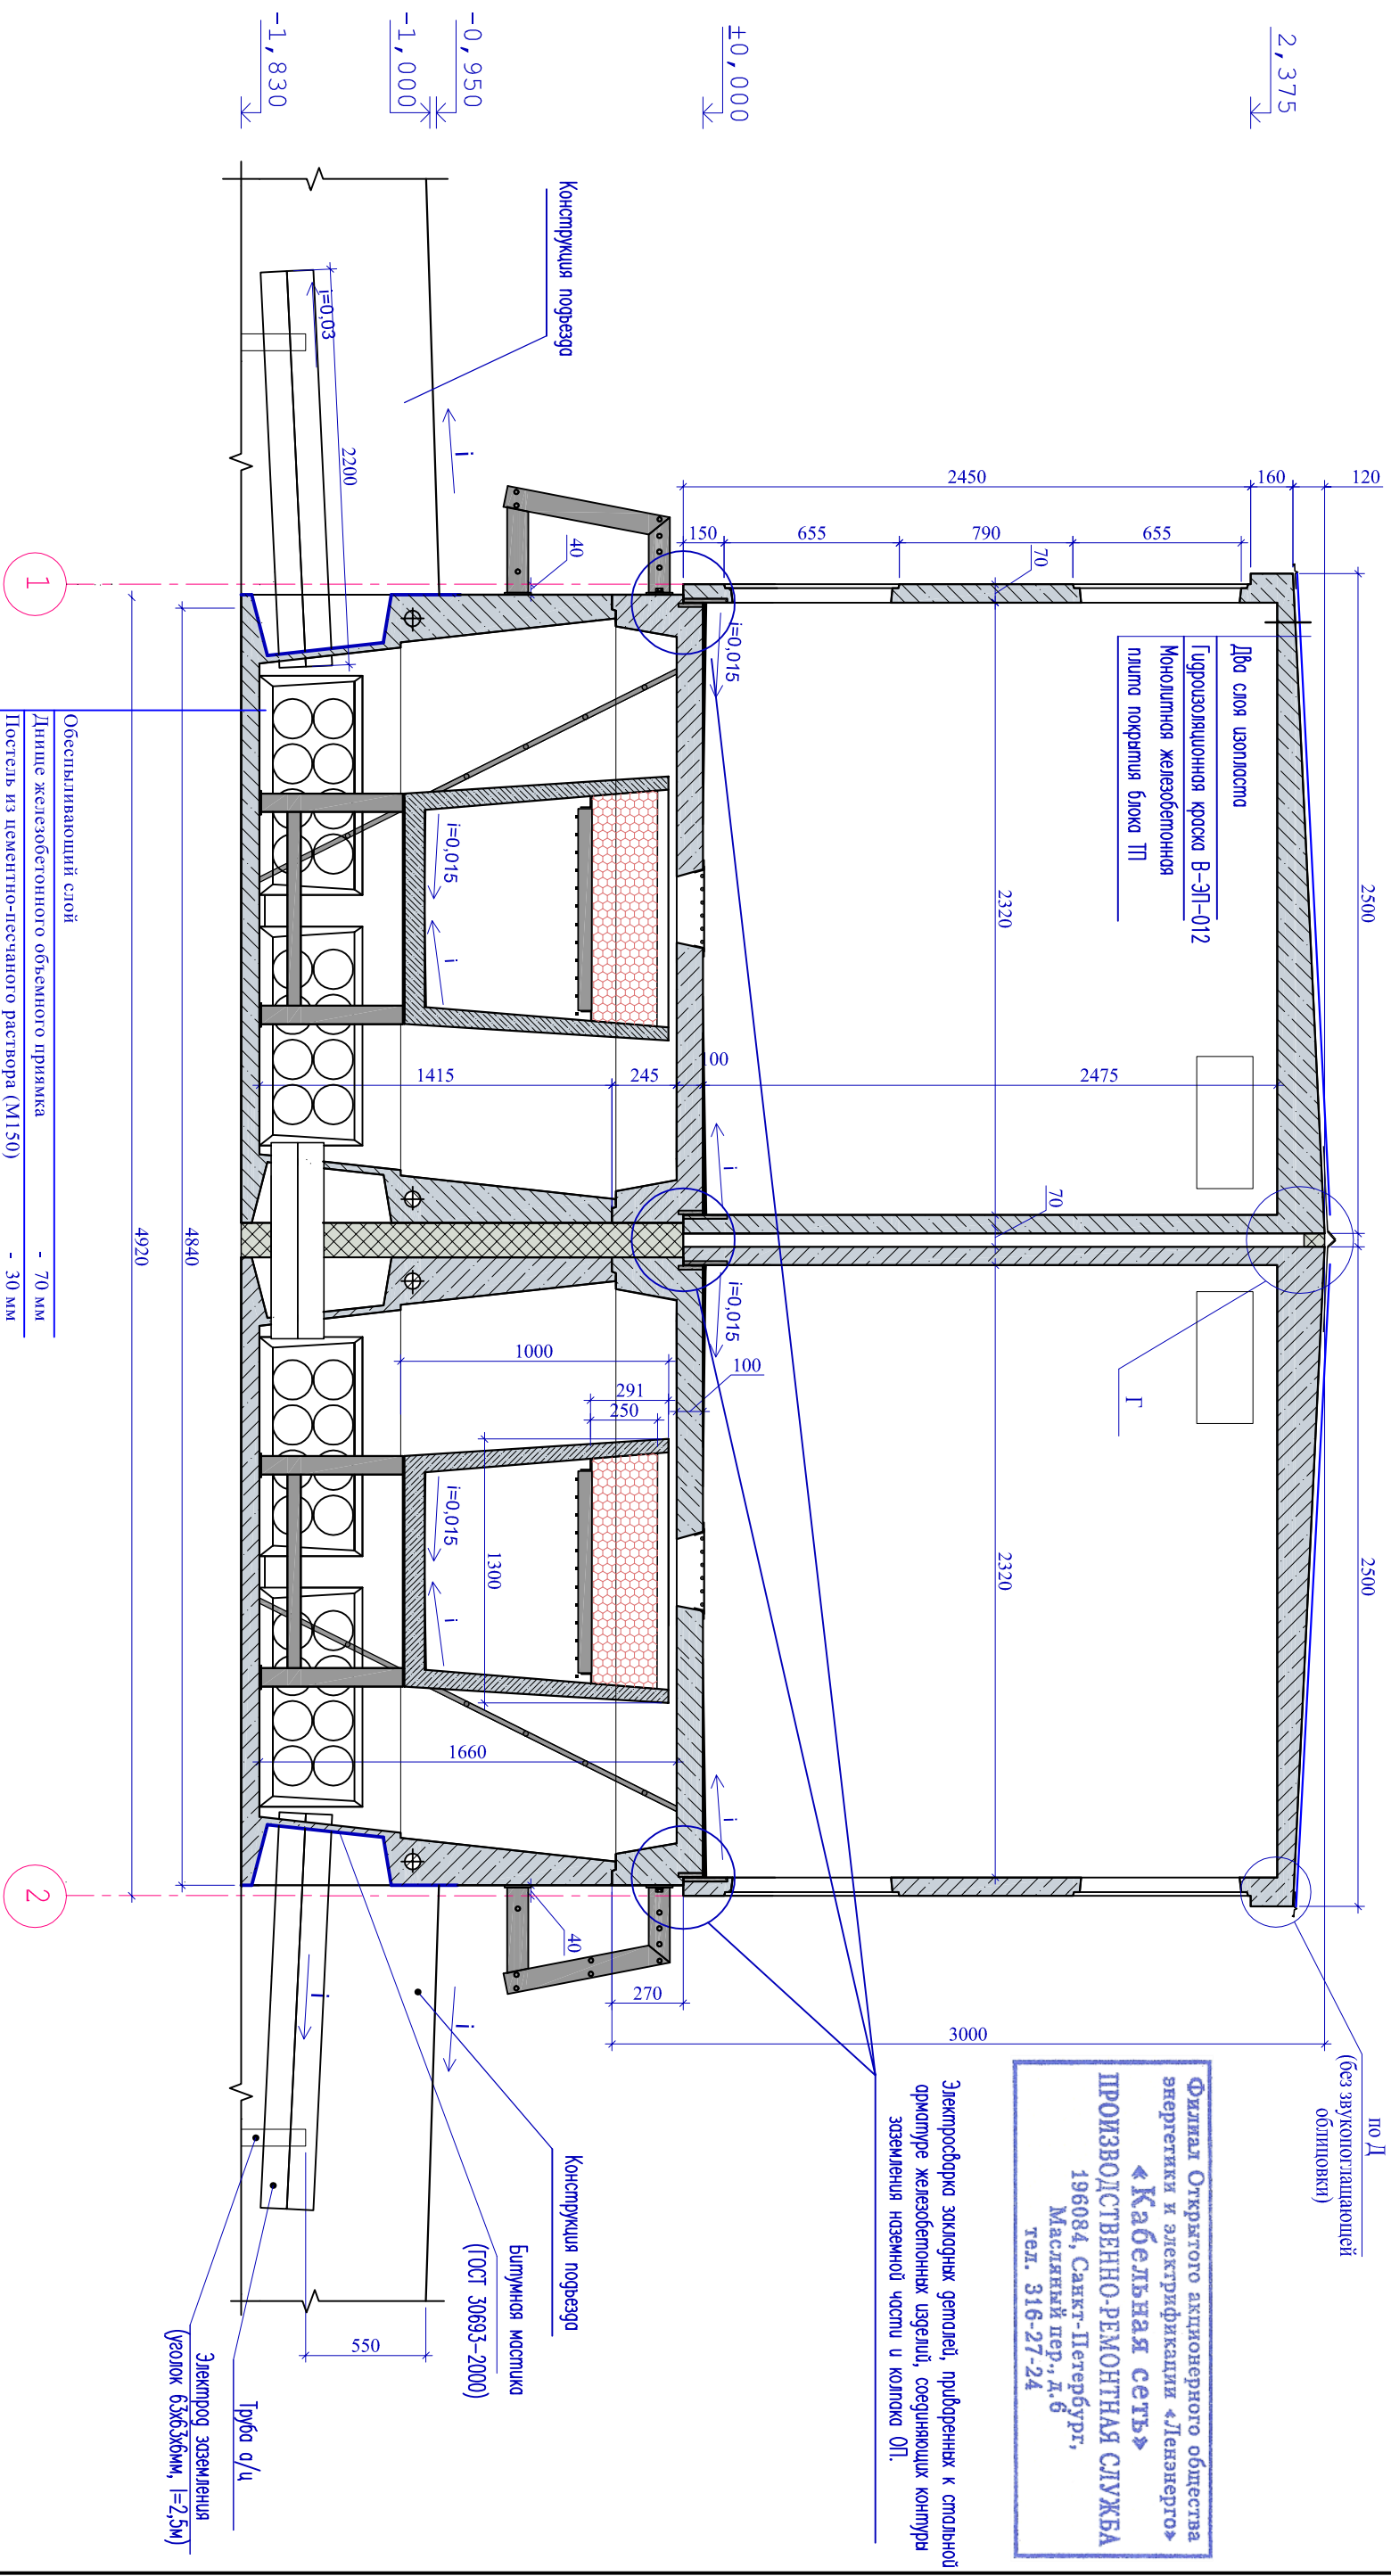 2,375
±0,000
-0,950
-1,000
-1,830
Конструкция подъезда
i=0,03
2200
i
40
2450
160
120
150
655
790
655
70
2500
2500
Два слоя изопласта
Гидроизоляционная краска В-ЭП-012
Монолитная железобетонная
плита покрытия блока ТП
i=0,015
i
2320
2475
100
245
1415
i=0,015
i
70
Г
i=0,015
i
2320
100
1000
291
250
1300
i=0,015
i
1660
40
270
3000
по Д
(без звукопоглащающей
облицовки)
Филиал Открытого акционерного общества
энергетики и электрификации «Ленэнерго»
«Кабельная сеть»
ПРОИЗВОДСТВЕННО-РЕМОНТНАЯ СЛУЖБА
196084, Санкт-Петербург,
Масляный пер., д.6
тел. 316-27-24
Электросварка закладных деталей, приваренных к стальной
арматуре железобетонных изделий, соединяющих контуры
заземления наземной части и колпака ОП.
i
i
Конструкция подъезда
Битумная мастика
(ГОСТ 30693-2000)
550
Труба а/ц
Электрод заземления
(уголок 63х63х6мм, l=2,5м)
4840
4920
1
2
Обеспыливающий слой
Днище железобетонного объемного приямка - 70 мм
Постель из цементно-песчаного раствора (М150) - 30 мм